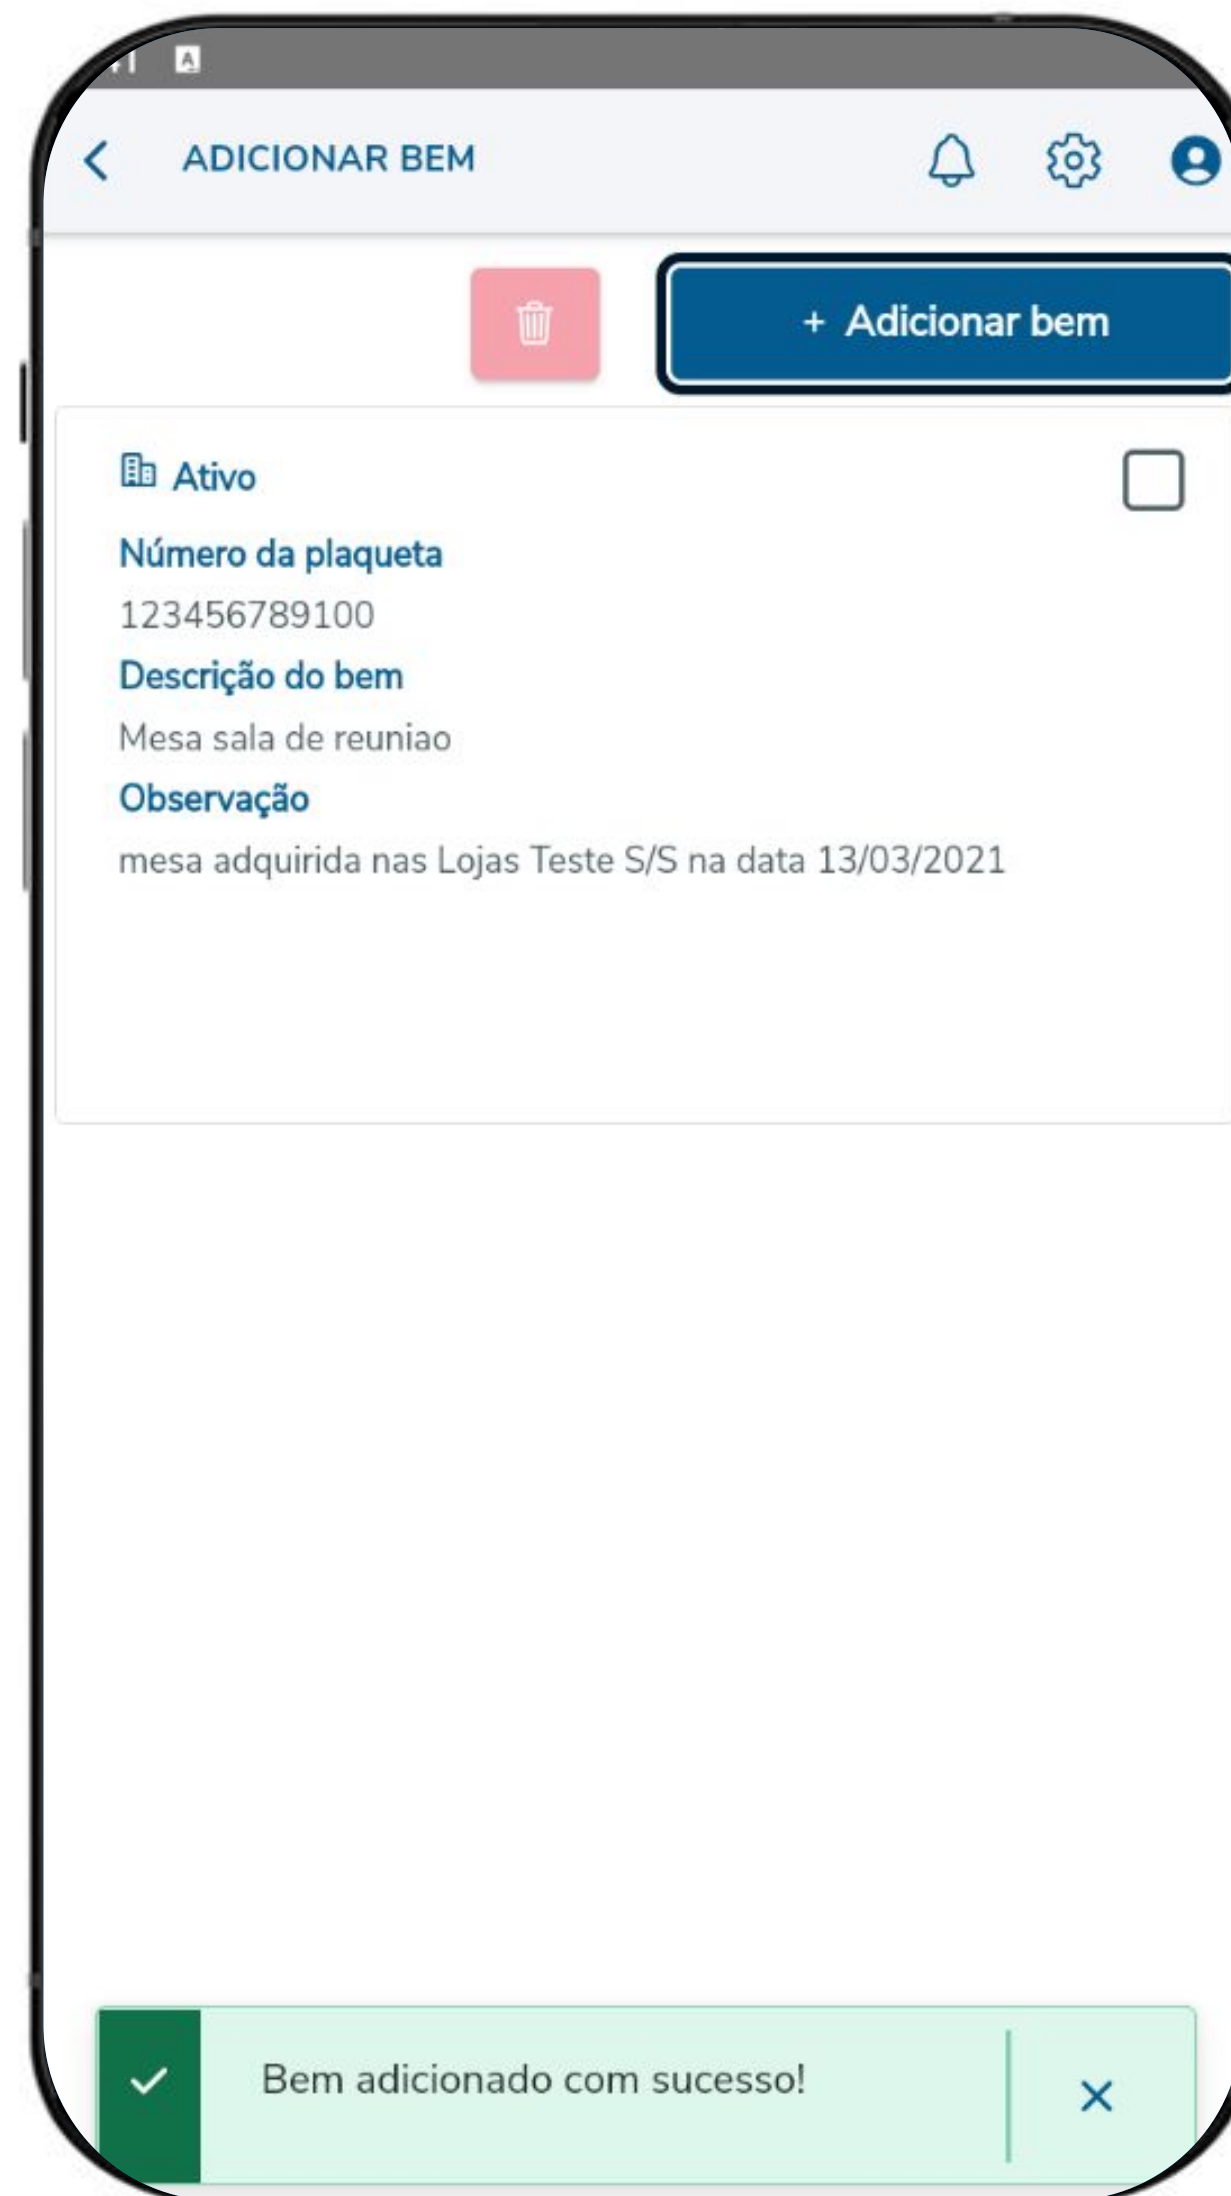 A
ADICIONAR BEM
+ Adicionar bem
Ativo
Número da plaqueta
123456789100
Descrição do bem
Mesa sala de reuniao
Observação
mesa adquirida nas Lojas Teste S/S na data 13/03/2021
Bem adicionado com sucesso!